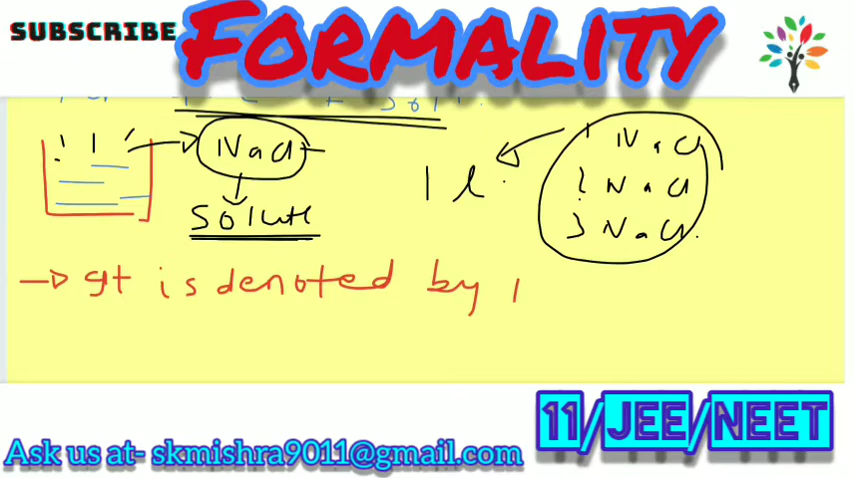 SUBSCRIBE
FORMALITY
NaCl
1 NaCl
1 l.
2 NaCl
Solute
3 NaCl.
→ It is denoted by
11/JEE/NEET
Ask us at- skmishra9011@gmail.com